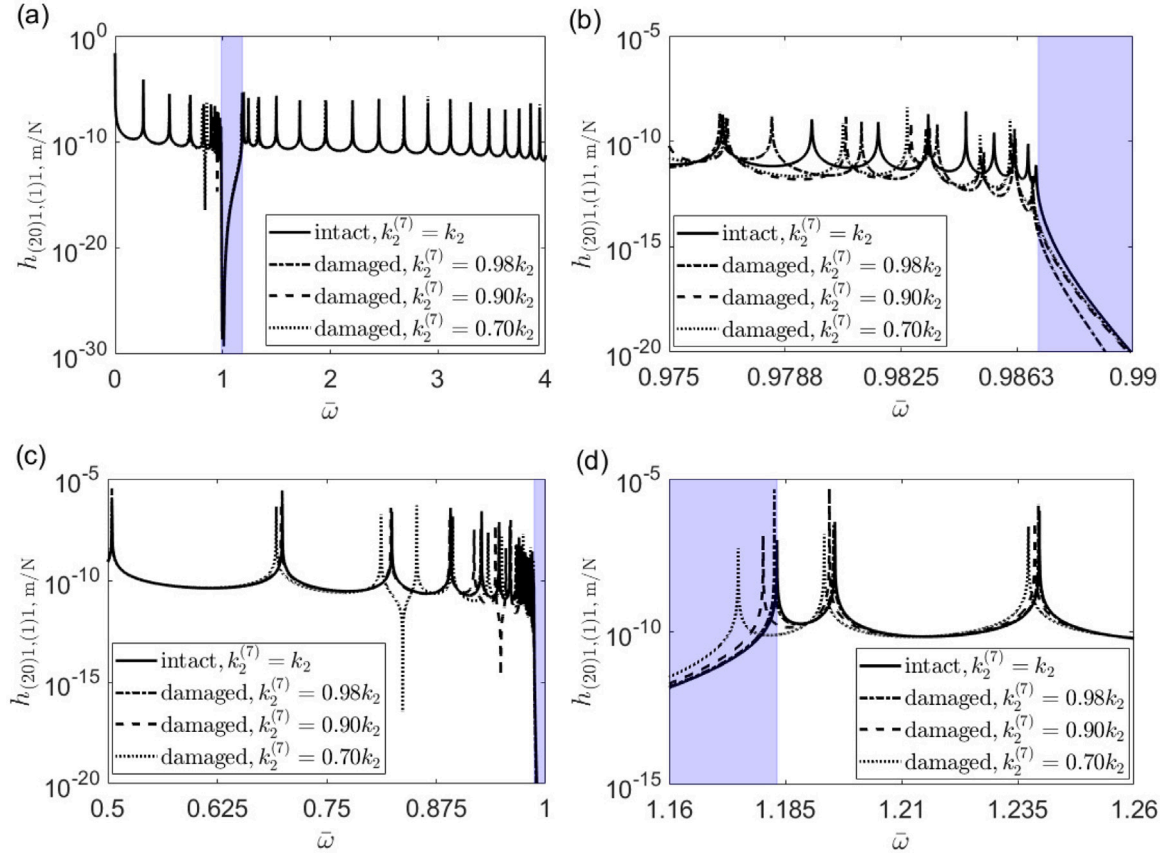 (a)
10^0
10^-10
10^-20
10^-30
h_(20)1,(1)1, m/N
intact, k_2^(7) = k_2
damaged, k_2^(7) = 0.98k_2
damaged, k_2^(7) = 0.90k_2
damaged, k_2^(7) = 0.70k_2
0 1 2 3 4
ω̄
(b)
10^-5
10^-10
10^-15
10^-20
h_(20)1,(1)1, m/N
intact, k_2^(7) = k_2
damaged, k_2^(7) = 0.98k_2
damaged, k_2^(7) = 0.90k_2
damaged, k_2^(7) = 0.70k_2
0.975 0.9788 0.9825 0.9863 0.99
ω̄
(c)
10^-5
10^-10
10^-15
10^-20
h_(20)1,(1)1, m/N
intact, k_2^(7) = k_2
damaged, k_2^(7) = 0.98k_2
damaged, k_2^(7) = 0.90k_2
damaged, k_2^(7) = 0.70k_2
0.5 0.625 0.75 0.875 1
ω̄
(d)
10^-5
10^-10
10^-15
h_(20)1,(1)1, m/N
intact, k_2^(7) = k_2
damaged, k_2^(7) = 0.98k_2
damaged, k_2^(7) = 0.90k_2
damaged, k_2^(7) = 0.70k_2
1.16 1.185 1.21 1.235 1.26
ω̄